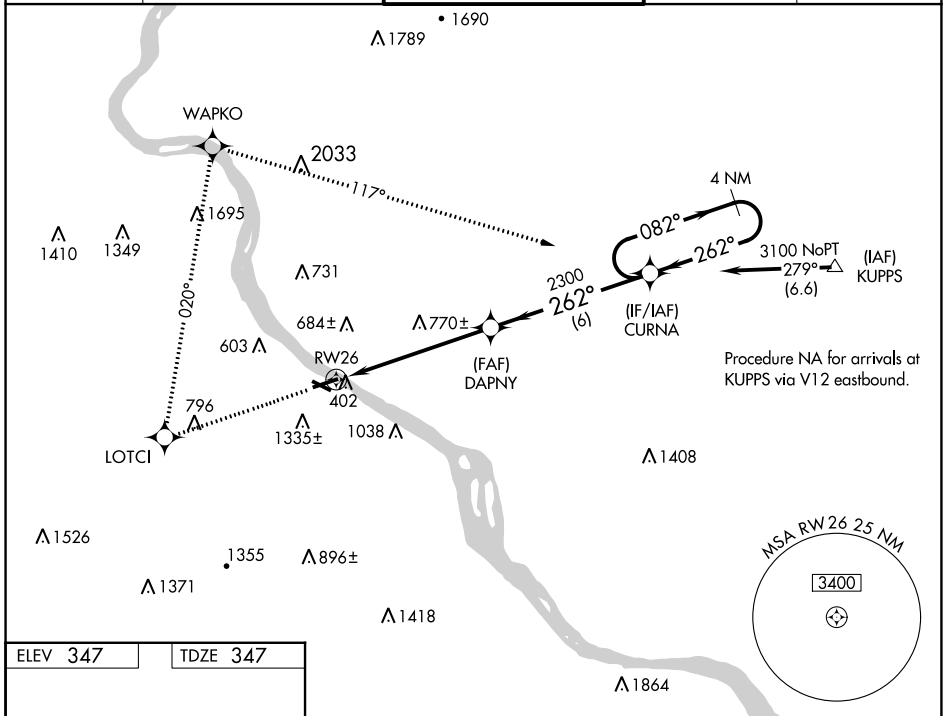 1690
1789
WAPKO
2033
117°
4 NM
082°
262°
1695
1410
1349
3100 NoPT
279°
(6.6)
(IAF)
KUPPS
731
2300
262°
(6)
(IF/IAF)
CURNA
020°
684±
770±
603
RW26
(FAF)
DAPNY
Procedure NA for arrivals at
KUPPS via V12 eastbound.
402
796
1335±
1038
LOTCI
1408
1526
1355
896±
1371
1418
MSA RW 26 25 NM
3400
ELEV 347
TDZE 347
1864